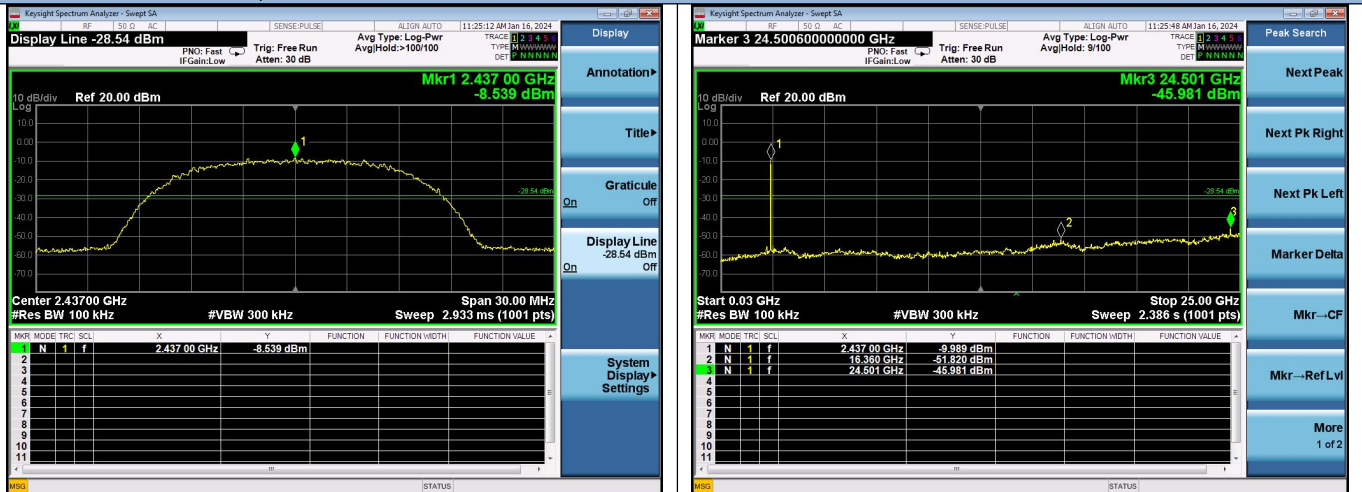 Keysight Spectrum Analyzer - Swept SA
LXI RF 50 Ω AC SENSE:PULSE ALIGN AUTO 11:25:12 AM Jan 16, 2024
Display Line -28.54 dBm
PNO: Fast
IFGain:Low
Trig: Free Run
Atten: 30 dB
Avg Type: Log-Pwr
Avg|Hold:>100/100
TRACE 1 2 3 4 5 6
TYPE M WWWWW
DET P N N N N N
Mkr1 2.437 00 GHz
-8.539 dBm
10 dB/div Ref 20.00 dBm
Log
10.0
0.00
-10.0
-20.0
-30.0
-40.0
-50.0
-60.0
-70.0
1
-28.54 dBm
Center 2.43700 GHz Span 30.00 MHz
#Res BW 100 kHz #VBW 300 kHz Sweep 2.933 ms (1001 pts)
MKR MODE TRC SCL X Y FUNCTION FUNCTION WIDTH FUNCTION VALUE
1 N 1 f 2.437 00 GHz -8.539 dBm
2
3
4
5
6
7
8
9
10
11
MSG STATUS
Display
Annotation
Title
Graticule
On Off
Display Line
-28.54 dBm
On Off
System
Display
Settings
Keysight Spectrum Analyzer - Swept SA
LXI RF 50 Ω AC SENSE:PULSE ALIGN AUTO 11:25:48 AM Jan 16, 2024
Marker 3 24.500600000000 GHz
PNO: Fast
IFGain:Low
Trig: Free Run
Atten: 30 dB
Avg Type: Log-Pwr
Avg|Hold: 9/100
TRACE 1 2 3 4 5 6
TYPE M WWWWW
DET P N N N N N
Mkr3 24.501 GHz
-45.981 dBm
10 dB/div Ref 20.00 dBm
Log
10.0
0.00
-10.0
-20.0
-30.0
-40.0
-50.0
-60.0
-70.0
1
2
3
-28.54 dBm
Start 0.03 GHz Stop 25.00 GHz
#Res BW 100 kHz #VBW 300 kHz Sweep 2.386 s (1001 pts)
MKR MODE TRC SCL X Y FUNCTION FUNCTION WIDTH FUNCTION VALUE
1 N 1 f 2.437 00 GHz -9.989 dBm
2 N 1 f 16.360 GHz -51.820 dBm
3 N 1 f 24.501 GHz -45.981 dBm
4
5
6
7
8
9
10
11
MSG STATUS
Peak Search
Next Peak
Next Pk Right
Next Pk Left
Marker Delta
Mkr→CF
Mkr→Ref Lvl
More
1 of 2